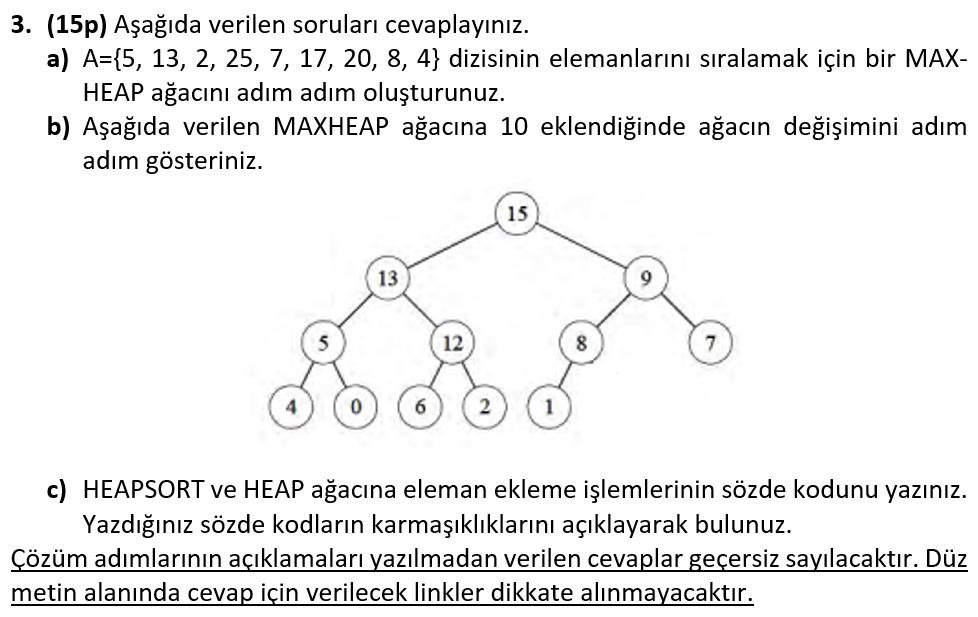 3. (15p) Aşağıda verilen soruları cevaplayınız.
a) A={5, 13, 2, 25, 7, 17, 20, 8, 4} dizisinin elemanlarını sıralamak için bir MAX-
HEAP ağacını adım adım oluşturunuz.
b) Aşağıda verilen MAXHEAP ağacına 10 eklendiğinde ağacın değişimini adım
adım gösteriniz.
15
13 9
5 12 8 7
4 0 6 2 1
c) HEAPSORT ve HEAP ağacına eleman ekleme işlemlerinin sözde kodunu yazınız.
Yazdığınız sözde kodların karmaşıklıklarını açıklayarak bulunuz.
Çözüm adımlarının açıklamaları yazılmadan verilen cevaplar geçersiz sayılacaktır. Düz
metin alanında cevap için verilecek linkler dikkate alınmayacaktır.